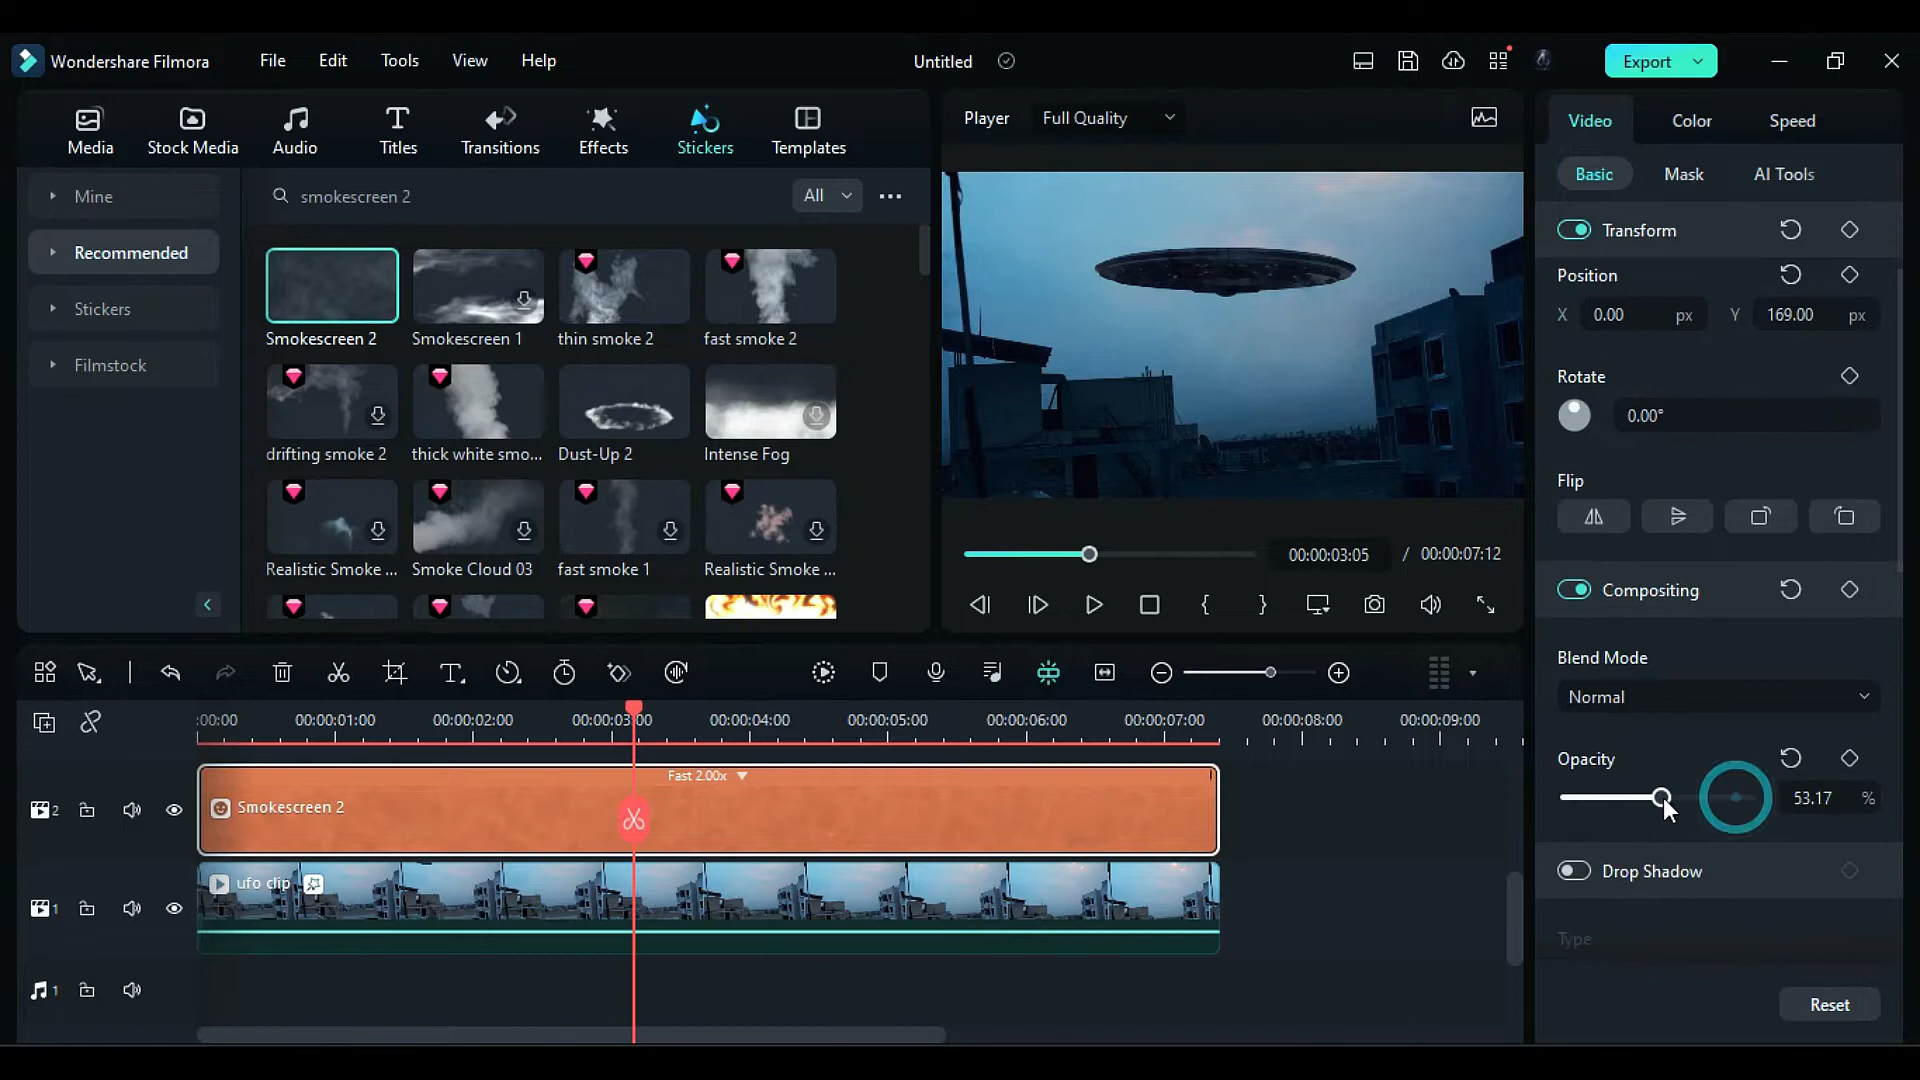 Wondershare Filmora File Edit Tools View Help Untitled Export
Media Stock Media Audio Titles Transitions Effects Stickers Templates
Player Full Quality
Video Color Speed
Mine
Recommended
Stickers
Filmstock
smokescreen 2 All
Smokescreen 2 Smokescreen 1 thin smoke 2 fast smoke 2
drifting smoke 2 thick white smo... Dust-Up 2 Intense Fog
Realistic Smoke ... Smoke Cloud 03 fast smoke 1 Realistic Smoke ...
00:00:03:05 / 00:00:07:12
Basic Mask AI Tools
Transform
Position
X 0.00 px Y 169.00 px
Rotate
0.00°
Flip
Compositing
Blend Mode
Normal
Opacity
53.17 %
Drop Shadow
Type
Reset
:00:00 00:00:01:00 00:00:02:00 00:00:03:00 00:00:04:00 00:00:05:00 00:00:06:00 00:00:07:00 00:00:08:00 00:00:09:00
Fast 2.00x
2 Smokescreen 2
ufo clip
1
1